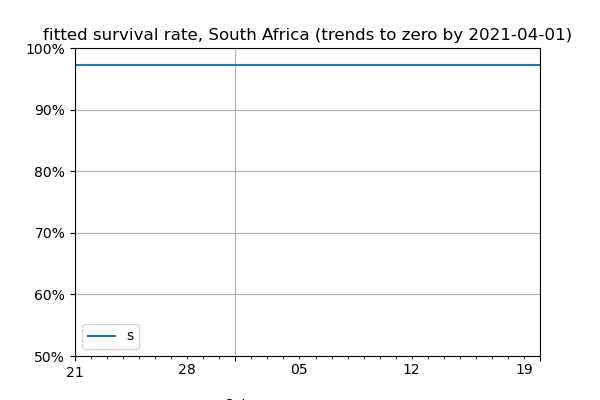 fitted survival rate, South Africa (trends to zero by 2021-04-01)
100%
90%
80%
70%
60%
50%
s
21 28 05 12 19